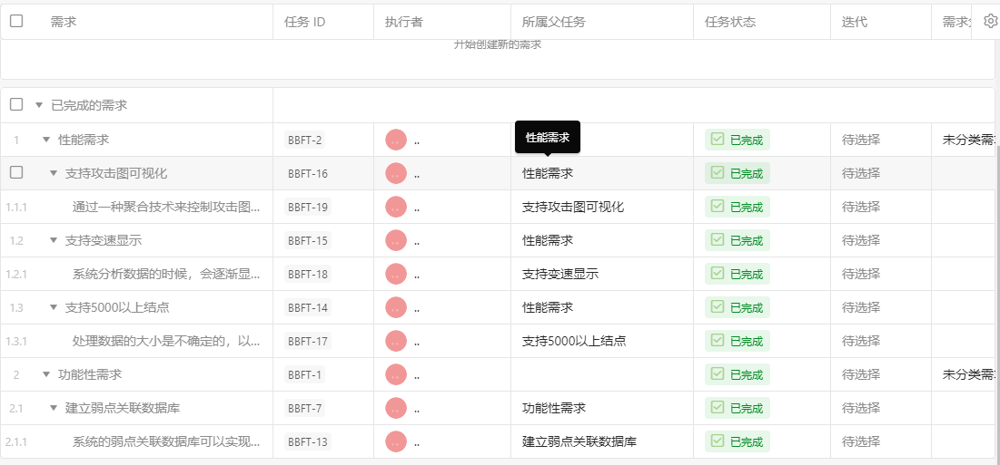 需求 任务 ID 执行者 所属父任务 任务状态 迭代 需求
开始创建新的需求
已完成的需求
性能需求
1 性能需求 BBFT-2 .. .. 已完成 待选择 未分类需
支持攻击图可视化 BBFT-16 .. .. 性能需求 已完成 待选择
1.1.1 通过一种聚合技术来控制攻击图... BBFT-19 .. .. 支持攻击图可视化 已完成 待选择
1.2 支持变速显示 BBFT-15 .. .. 性能需求 已完成 待选择
1.2.1 系统分析数据的时候，会逐渐显... BBFT-18 .. .. 支持变速显示 已完成 待选择
1.3 支持5000以上结点 BBFT-14 .. .. 性能需求 已完成 待选择
1.3.1 处理数据的大小是不确定的，以... BBFT-17 .. .. 支持5000以上结点 已完成 待选择
2 功能性需求 BBFT-1 .. .. 已完成 待选择 未分类需
2.1 建立弱点关联数据库 BBFT-7 .. .. 功能性需求 已完成 待选择
2.1.1 系统的弱点关联数据库可以实现... BBFT-13 .. .. 建立弱点关联数据库 已完成 待选择